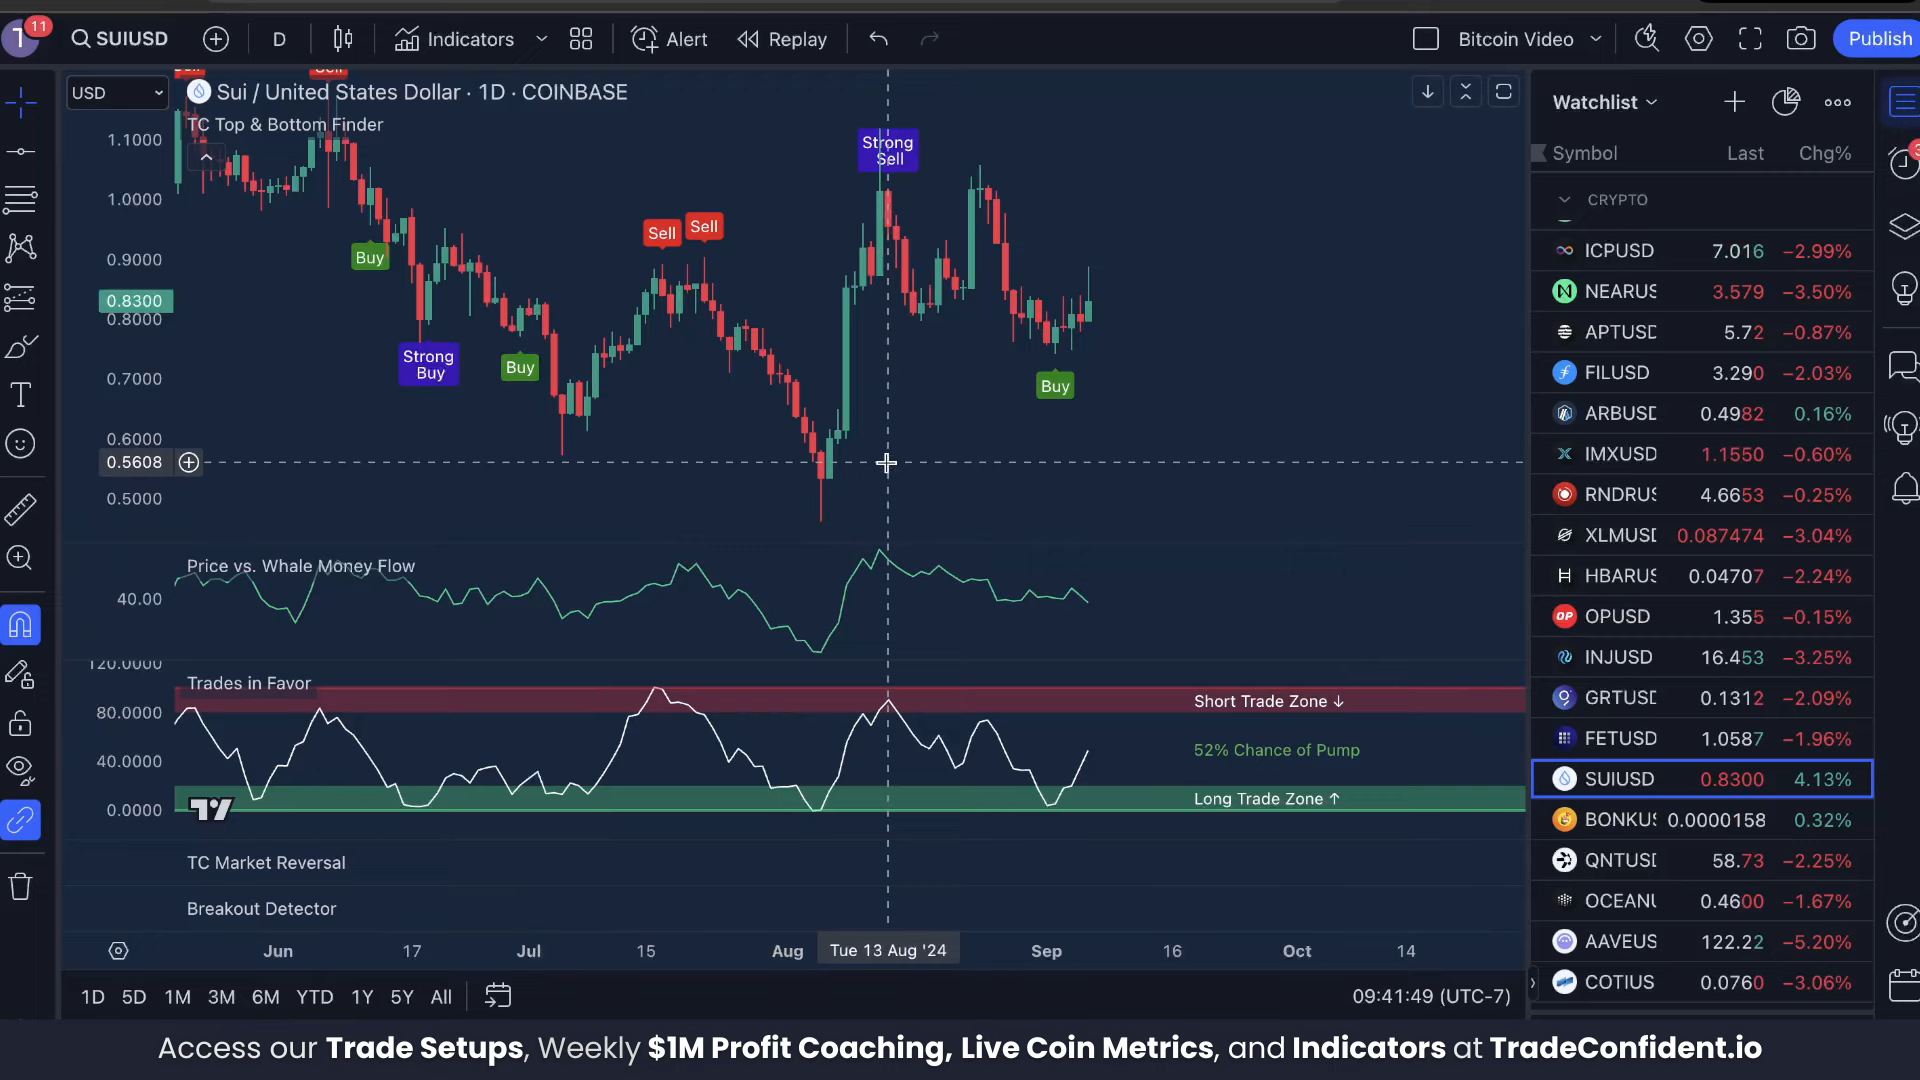 T
11
SUIUSD
D
Indicators
Alert
Replay
Bitcoin Video
Publish
USD
Sui / United States Dollar · 1D · COINBASE
TC Top & Bottom Finder
1.1000
1.0000
0.9000
0.8300
0.8000
0.7000
0.6000
0.5608
0.5000
Sell
Buy
Strong
Buy
Buy
Sell
Sell
Strong
Sell
Buy
Price vs. Whale Money Flow
40.00
120.0000
Trades in Favor
80.0000
40.0000
0.0000
Short Trade Zone ↓
52% Chance of Pump
Long Trade Zone ↑
TC Market Reversal
Breakout Detector
Jun 17 Jul 15 Aug Tue 13 Aug '24 Sep 16 Oct 14
1D 5D 1M 3M 6M YTD 1Y 5Y All
09:41:49 (UTC-7)
Watchlist
Symbol Last Chg%
CRYPTO
ICPUSD 7.016 −2.99%
NEARUS 3.579 −3.50%
APTUSD 5.72 −0.87%
FILUSD 3.290 −2.03%
ARBUSD 0.4982 0.16%
IMXUSD 1.1550 −0.60%
RNDRUS 4.6653 −0.25%
XLMUSD 0.087474 −3.04%
HBARUS 0.04707 −2.24%
OPUSD 1.355 −0.15%
INJUSD 16.453 −3.25%
GRTUSD 0.1312 −2.09%
FETUSD 1.0587 −1.96%
SUIUSD 0.8300 4.13%
BONKUS 0.0000158 0.32%
QNTUSD 58.73 −2.25%
OCEANU 0.4600 −1.67%
AAVEUS 122.22 −5.20%
COTIUS 0.0760 −3.06%
Access our Trade Setups, Weekly $1M Profit Coaching, Live Coin Metrics, and Indicators at TradeConfident.io